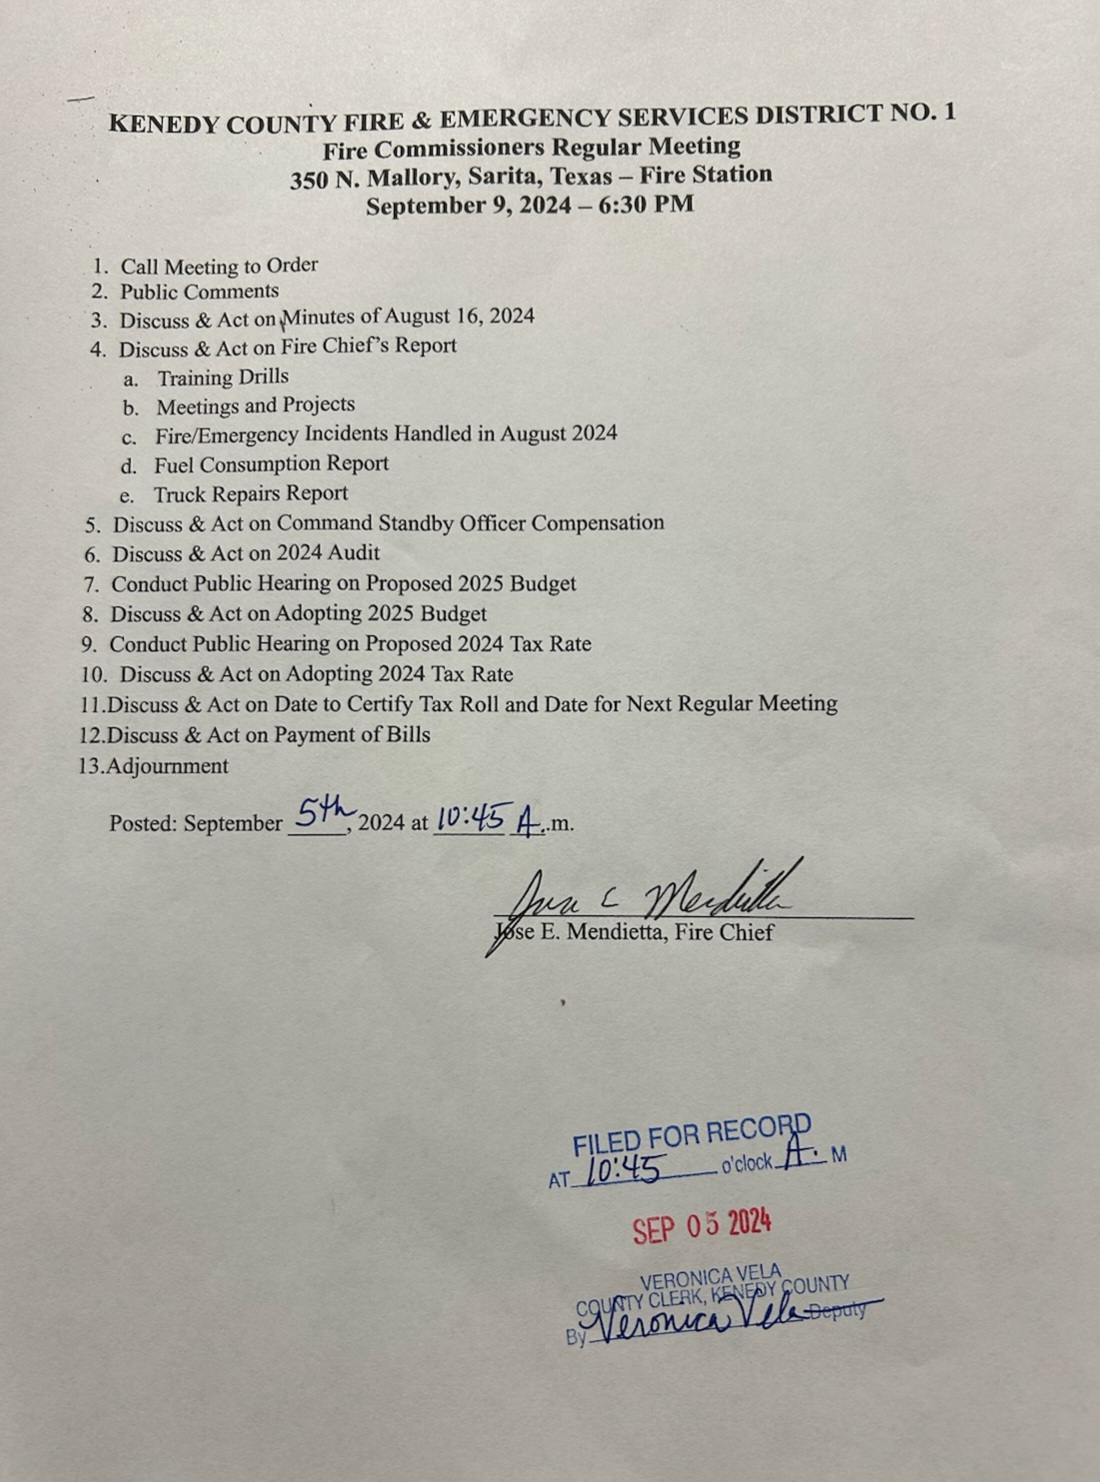 KENEDY COUNTY FIRE & EMERGENCY SERVICES DISTRICT NO. 1
Fire Commissioners Regular Meeting
350 N. Mallory, Sarita, Texas – Fire Station
September 9, 2024 – 6:30 PM
1. Call Meeting to Order
2. Public Comments
3. Discuss & Act on Minutes of August 16, 2024
4. Discuss & Act on Fire Chief's Report
a. Training Drills
b. Meetings and Projects
c. Fire/Emergency Incidents Handled in August 2024
d. Fuel Consumption Report
e. Truck Repairs Report
5. Discuss & Act on Command Standby Officer Compensation
6. Discuss & Act on 2024 Audit
7. Conduct Public Hearing on Proposed 2025 Budget
8. Discuss & Act on Adopting 2025 Budget
9. Conduct Public Hearing on Proposed 2024 Tax Rate
10. Discuss & Act on Adopting 2024 Tax Rate
11.Discuss & Act on Date to Certify Tax Roll and Date for Next Regular Meeting
12.Discuss & Act on Payment of Bills
13.Adjournment
Posted: September 5th, 2024 at 10:45 A.m.
Jose E. Mendietta
Jose E. Mendietta, Fire Chief
FILED FOR RECORD
AT 10:45 o'clock A. M
SEP 05 2024
VERONICA VELA
COUNTY CLERK, KENEDY COUNTY
By Veronica Vela Deputy